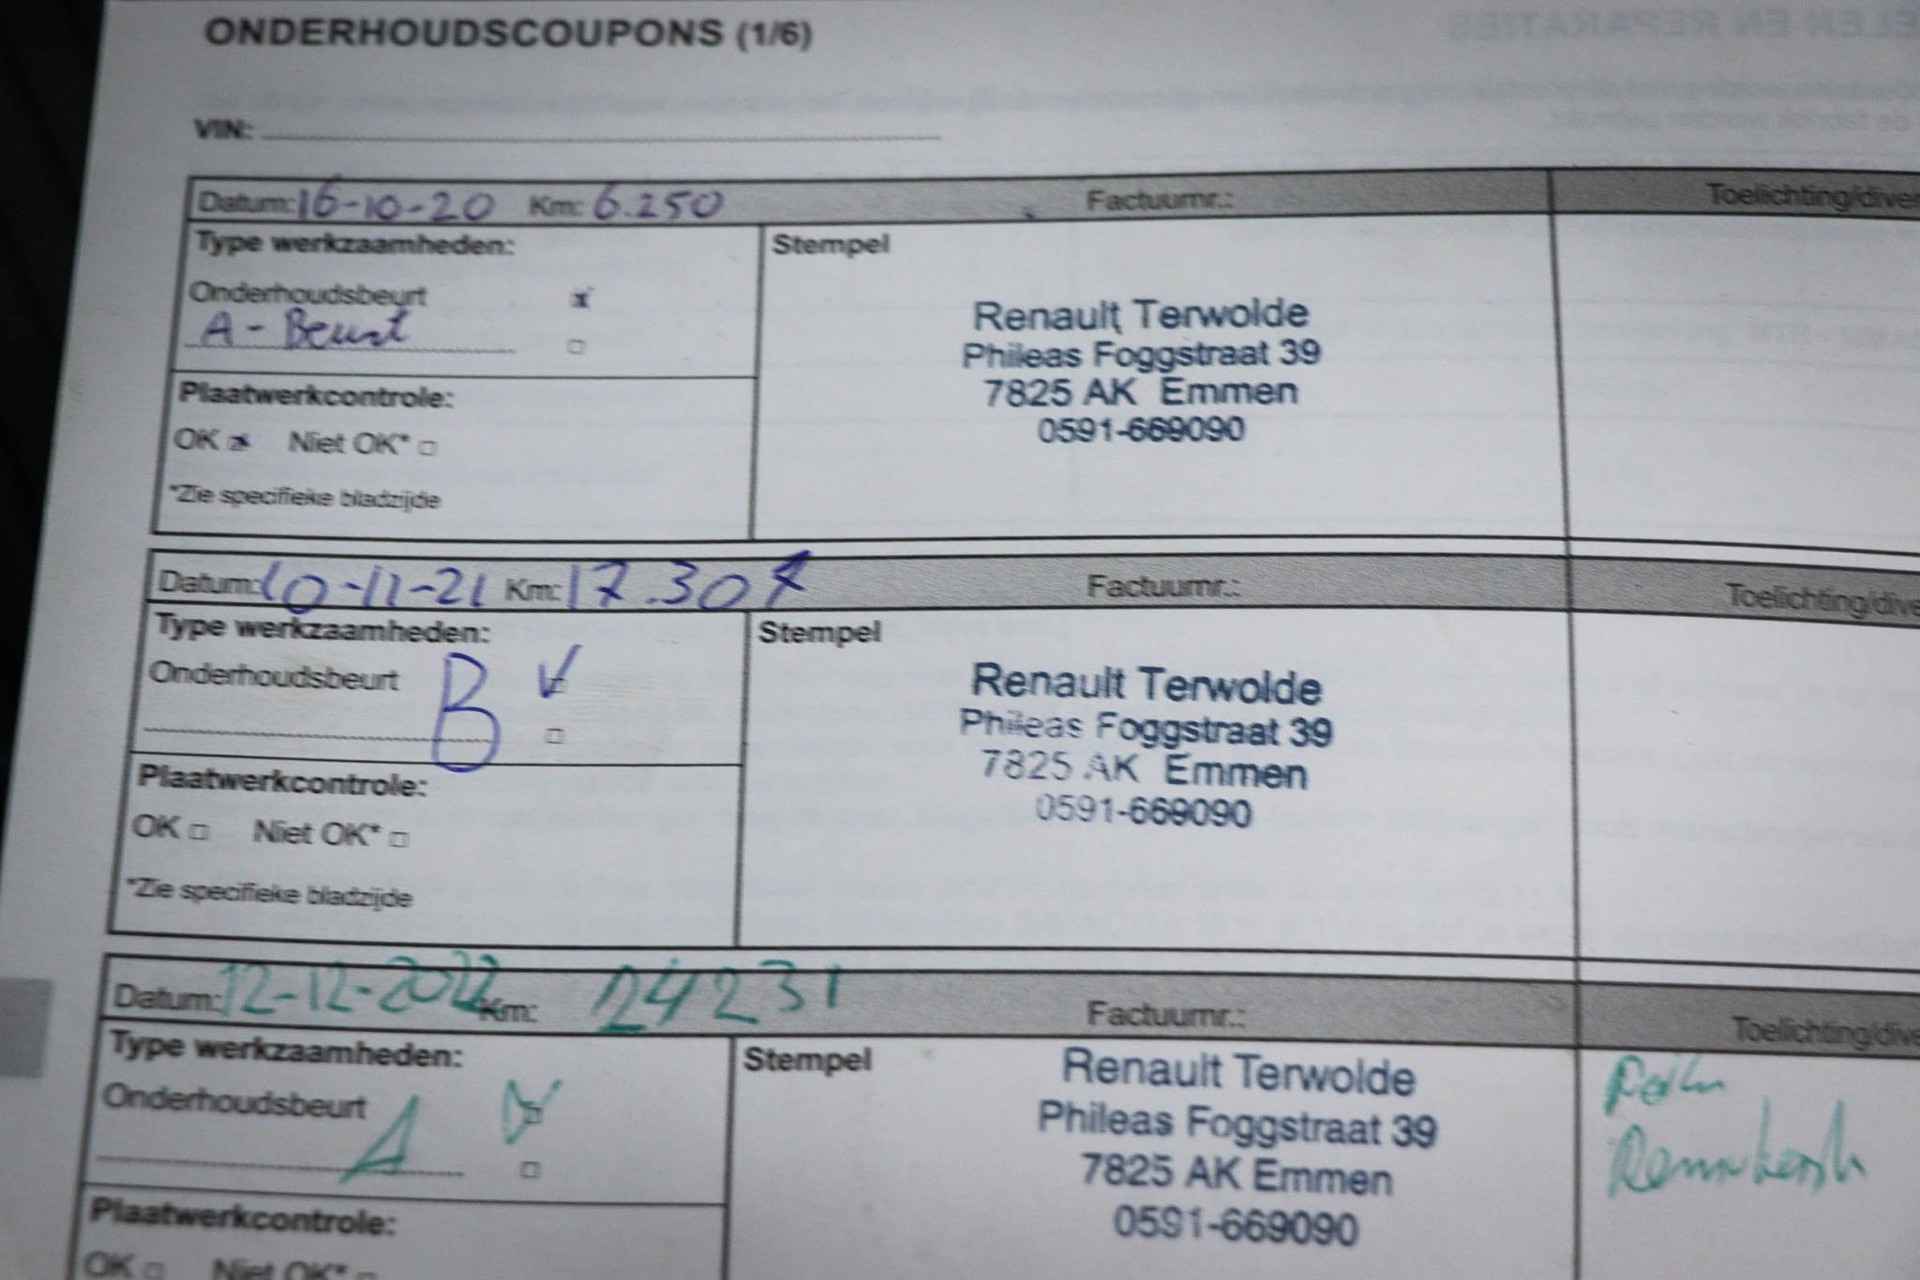 ONDERHOUDSCOUPONS (1/6)
VIN:
Datum: 16-10-20 Km: 6.250 Factuurnr.: Toelichting/diver
Type werkzaamheden: Stempel
Onderhoudsbeurt x
A - Beurt
Renault Terwolde
Phileas Foggstraat 39
7825 AK Emmen
0591-669090
Plaatwerkcontrole:
OK x Niet OK*
*Zie specifieke bladzijde
Datum: 10-11-21 Km: 17.307 Factuurnr.: Toelichting/dive
Type werkzaamheden: Stempel
Onderhoudsbeurt B
Renault Terwolde
Phileas Foggstraat 39
7825 AK Emmen
0591-669090
Plaatwerkcontrole:
OK Niet OK*
*Zie specifieke bladzijde
Datum: 12-12-2022 Km: 24231 Factuurnr.: Toelichting/dive
Type werkzaamheden: Stempel
Onderhoudsbeurt A
Renault Terwolde
Phileas Foggstraat 39
7825 AK Emmen
0591-669090
Plaatwerkcontrole:
OK Niet OK*